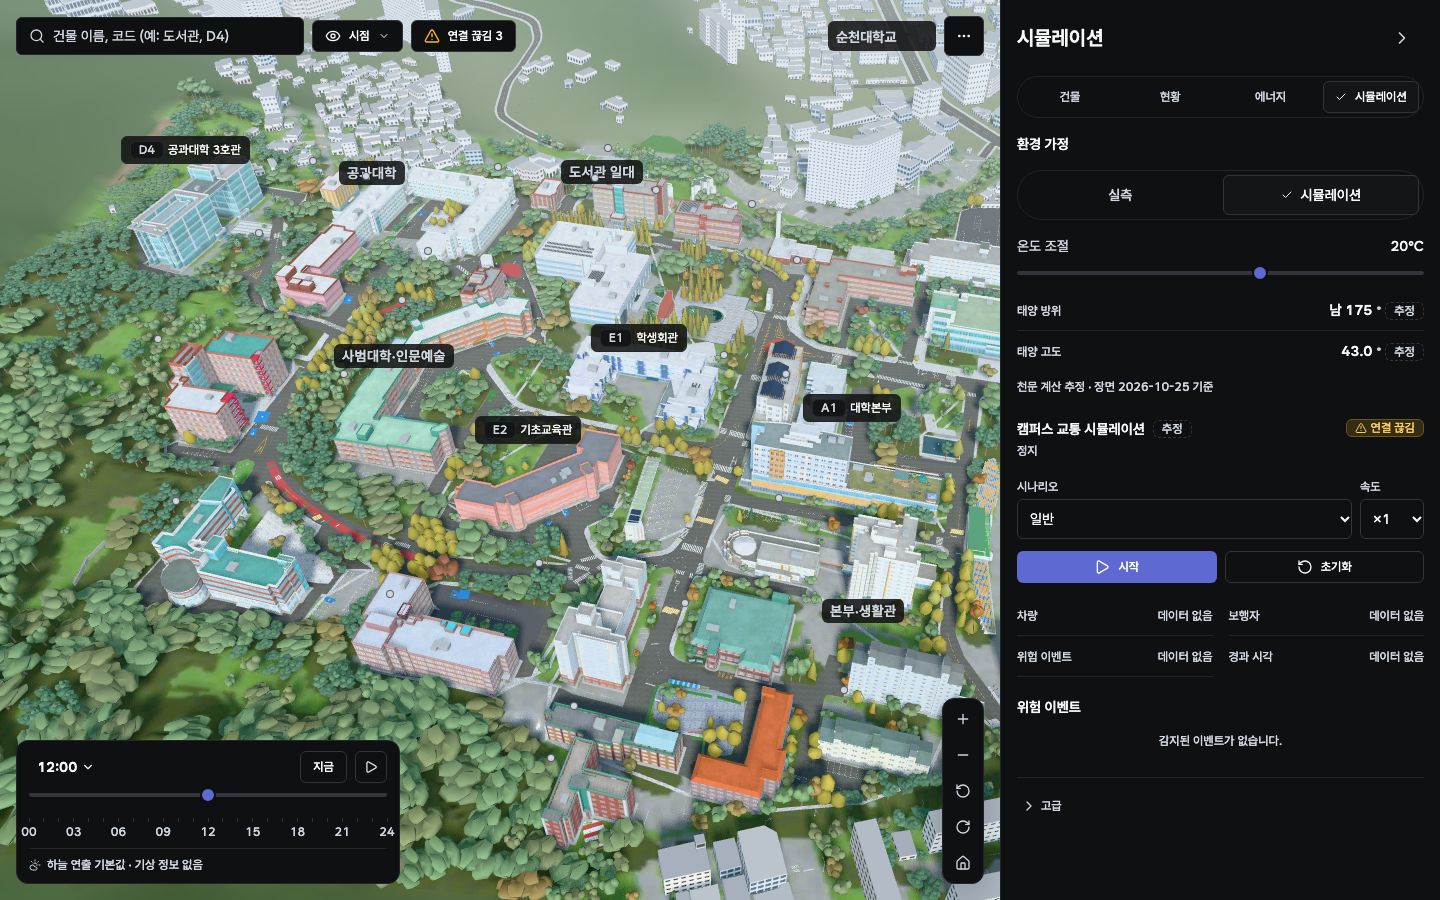 건물 이름, 코드 (예: 도서관, D4)
시점
연결 끊김 3
순천대학교
D4 공과대학 3호관
공과대학
도서관 일대
E1 학생회관
사범대학·인문예술
A1 대학본부
E2 기초교육관
본부·생활관
12:00
지금
00 03 06 09 12 15 18 21 24
하늘 연출 기본값 · 기상 정보 없음
시뮬레이션
건물 현황 에너지 시뮬레이션
환경 가정
실측 시뮬레이션
온도 조절 20°C
태양 방위 남 175 ° 추정
태양 고도 43.0 ° 추정
천문 계산 추정 · 장면 2026-10-25 기준
캠퍼스 교통 시뮬레이션 추정 연결 끊김
정지
시나리오 속도
일반 ×1
시작 초기화
차량 데이터 없음 보행자 데이터 없음
위험 이벤트 데이터 없음 경과 시각 데이터 없음
위험 이벤트
감지된 이벤트가 없습니다.
고급